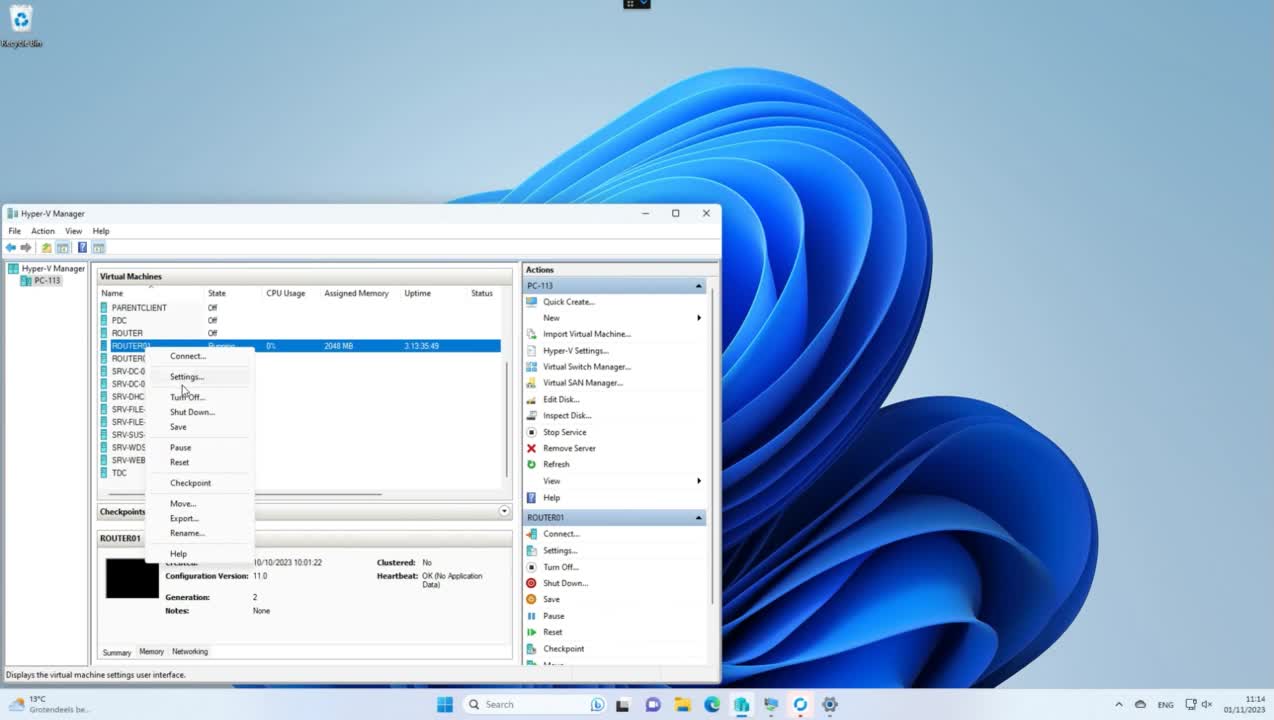 Recycle Bin
Hyper-V Manager
File Action View Help
Hyper-V Manager
PC-113
Virtual Machines
Name State CPU Usage Assigned Memory Uptime Status
PARENTCLIENT Off
PDC Off
ROUTER Off
ROUTER01 Running 0% 2048 MB 3.13:35:49
ROUTER0
SRV-DC-0
SRV-DC-0
SRV-DHC
SRV-FILE-
SRV-FILE-
SRV-SUS-
SRV-WDS
SRV-WEB
TDC
Connect...
Settings...
Turn Off...
Shut Down...
Save
Pause
Reset
Checkpoint
Move...
Export...
Rename...
Help
Checkpoints
ROUTER01
Created: 10/10/2023 10:01:22 Clustered: No
Configuration Version: 11.0 Heartbeat: OK (No Application
Data)
Generation: 2
Notes: None
Summary Memory Networking
Actions
PC-113
Quick Create...
New
Import Virtual Machine...
Hyper-V Settings...
Virtual Switch Manager...
Virtual SAN Manager...
Edit Disk...
Inspect Disk...
Stop Service
Remove Server
Refresh
View
Help
ROUTER01
Connect...
Settings...
Turn Off...
Shut Down...
Save
Pause
Reset
Checkpoint
Move...
Displays the virtual machine settings user interface.
13°C
Grotendeels be...
Search
ENG
11:14
01/11/2023